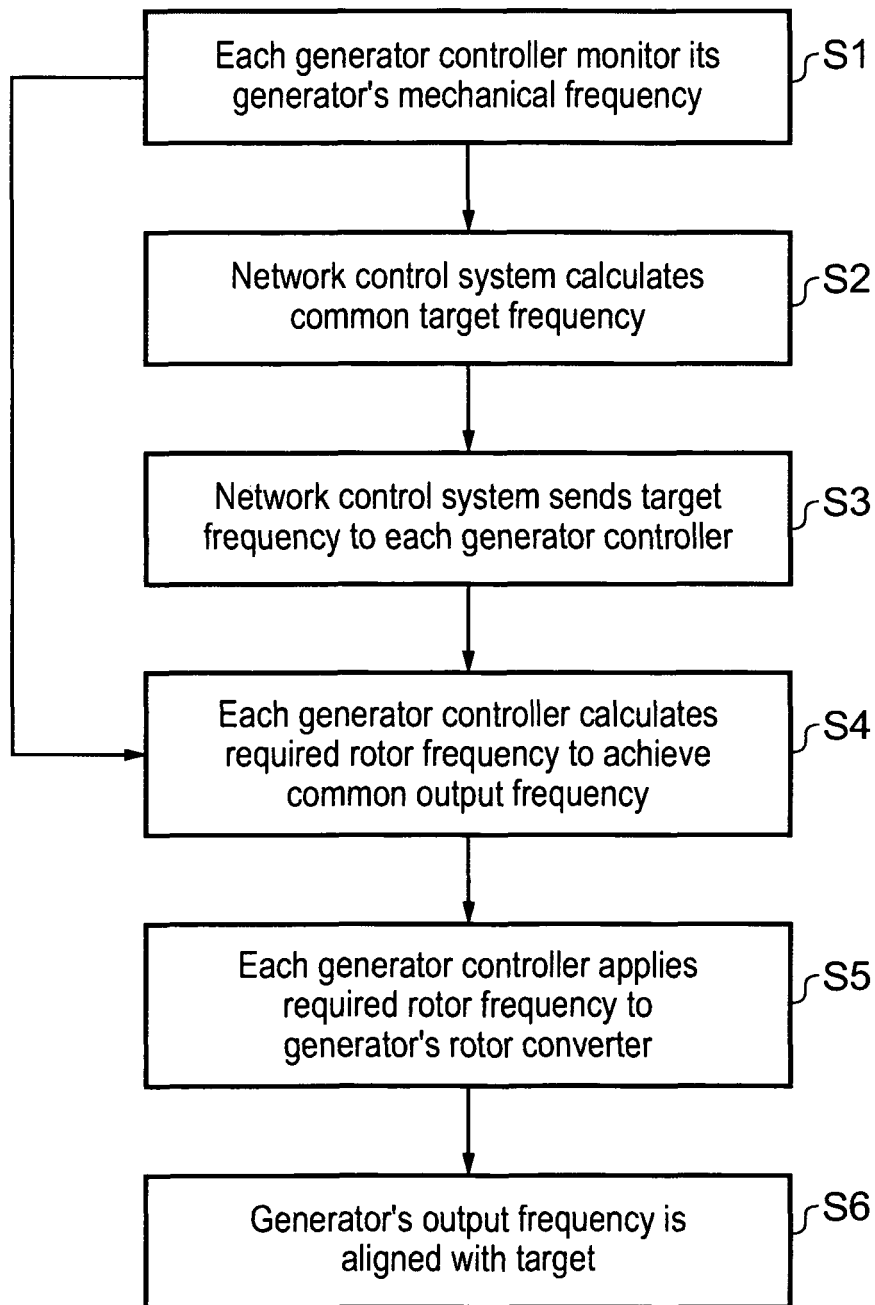 Each generator controller monitor its
generator's mechanical frequency
S1
Network control system calculates
common target frequency
S2
Network control system sends target
frequency to each generator controller
S3
Each generator controller calculates
required rotor frequency to achieve
common output frequency
S4
Each generator controller applies
required rotor frequency to
generator's rotor converter
S5
Generator's output frequency is
aligned with target
S6